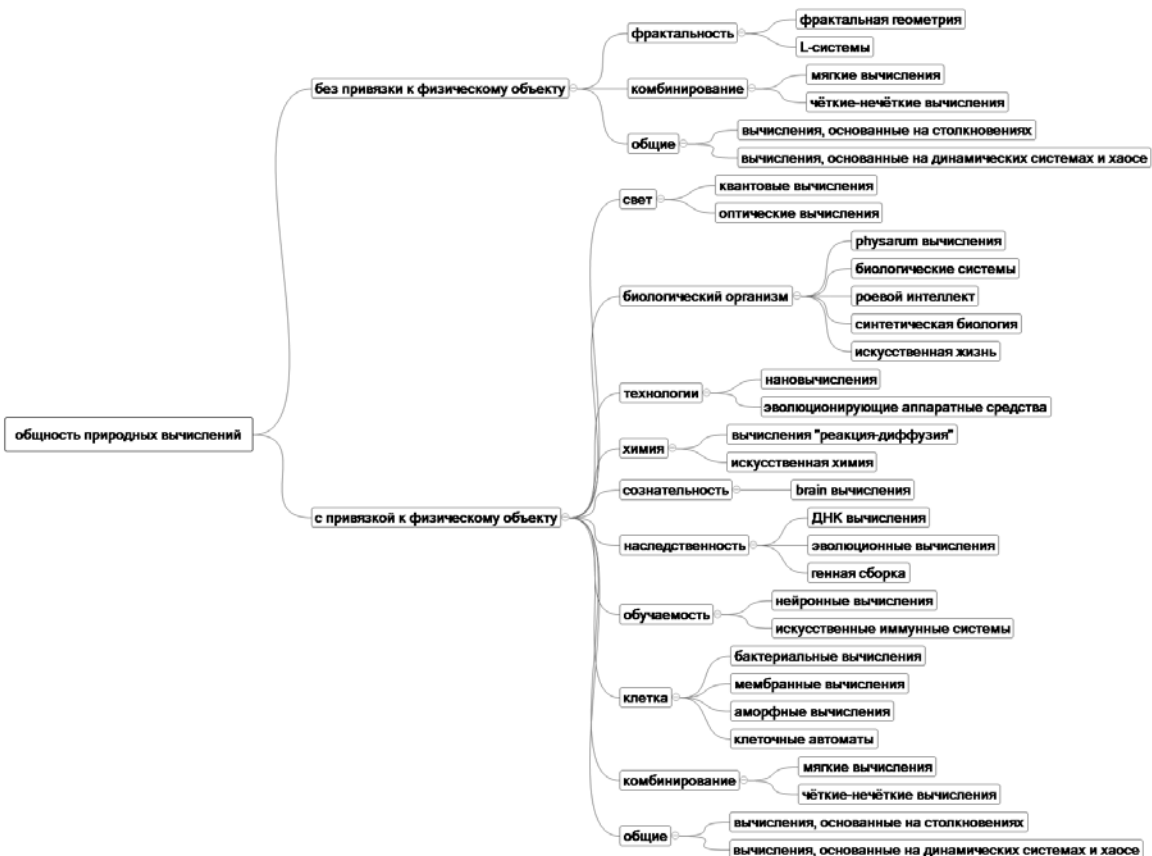 общность природных вычислений
без привязки к физическому объекту
фрактальность
фрактальная геометрия
L-системы
комбинирование
мягкие вычисления
чёткие-нечёткие вычисления
общие
вычисления, основанные на столкновениях
вычисления, основанные на динамических системах и хаосе
с привязкой к физическому объекту
свет
квантовые вычисления
оптические вычисления
биологический организм
physarum вычисления
биологические системы
роевой интеллект
синтетическая биология
искусственная жизнь
технологии
нановычисления
эволюционирующие аппаратные средства
химия
вычисления "реакция-диффузия"
искусственная химия
сознательность
brain вычисления
наследственность
ДНК вычисления
эволюционные вычисления
генная сборка
обучаемость
нейронные вычисления
искусственные иммунные системы
клетка
бактериальные вычисления
мембранные вычисления
аморфные вычисления
клеточные автоматы
комбинирование
мягкие вычисления
чёткие-нечёткие вычисления
общие
вычисления, основанные на столкновениях
вычисления, основанные на динамических системах и хаосе